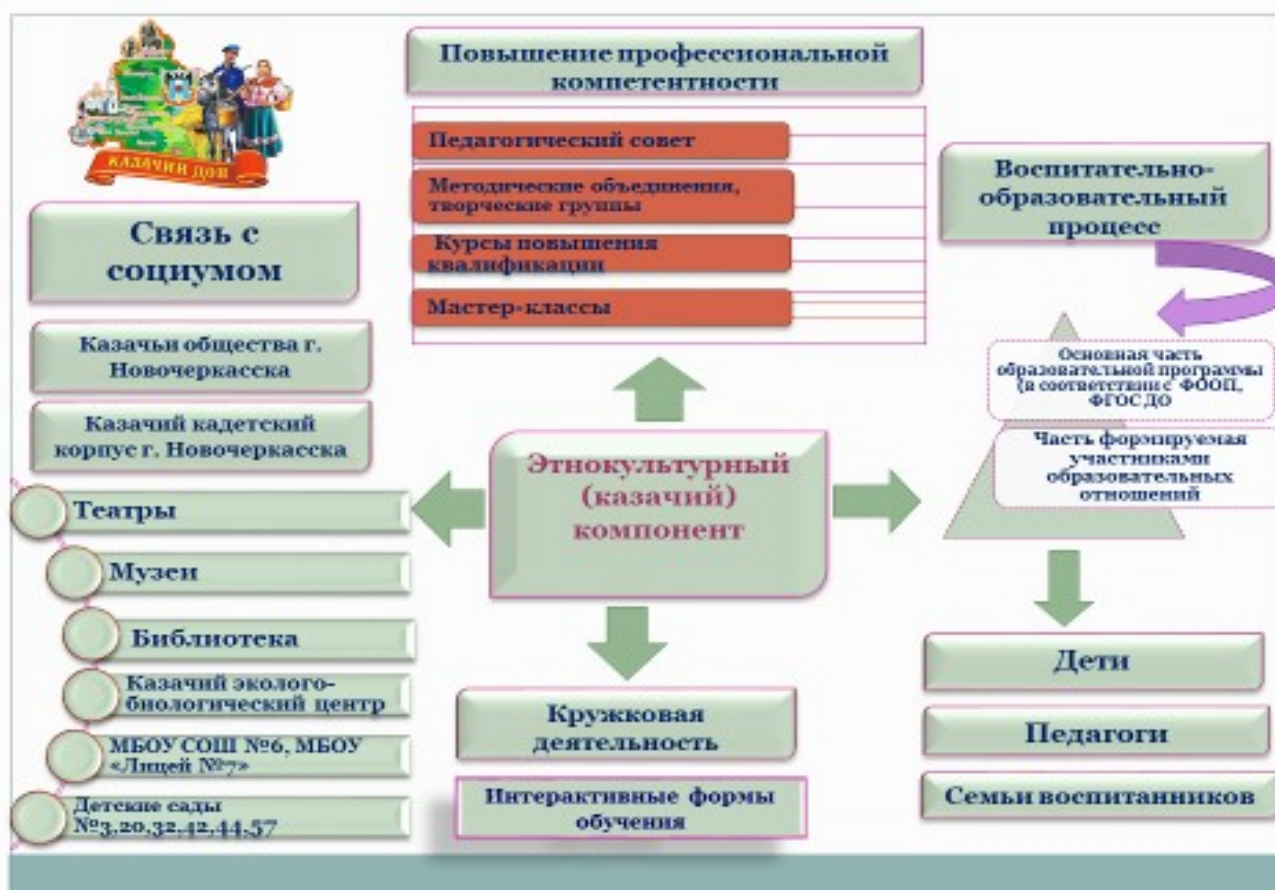 Повышение профессиональной
компетентности
Педагогический совет
Методические объединения,
творческие группы
Курсы повышения
квалификации
Мастер-классы
КАЗАЧИЙ ДОН
Связь с
социумом
Казачьи общества г.
Новочеркасска
Казачий кадетский
корпус г. Новочеркасска
Театры
Музеи
Библиотека
Казачий эколого-
биологический центр
МБОУ СОШ №6, МБОУ
«Лицей №7»
Детские сады
№3,20,32,42,44,57
Этнокультурный
(казачий)
компонент
Кружковая
деятельность
Интерактивные формы
обучения
Воспитательно-
образовательный
процесс
Основная часть
образовательной программы
(в соответствии с ФООП,
ФГОС ДО
Часть формируемая
участниками
образовательных
отношений
Дети
Педагоги
Семьи воспитанников